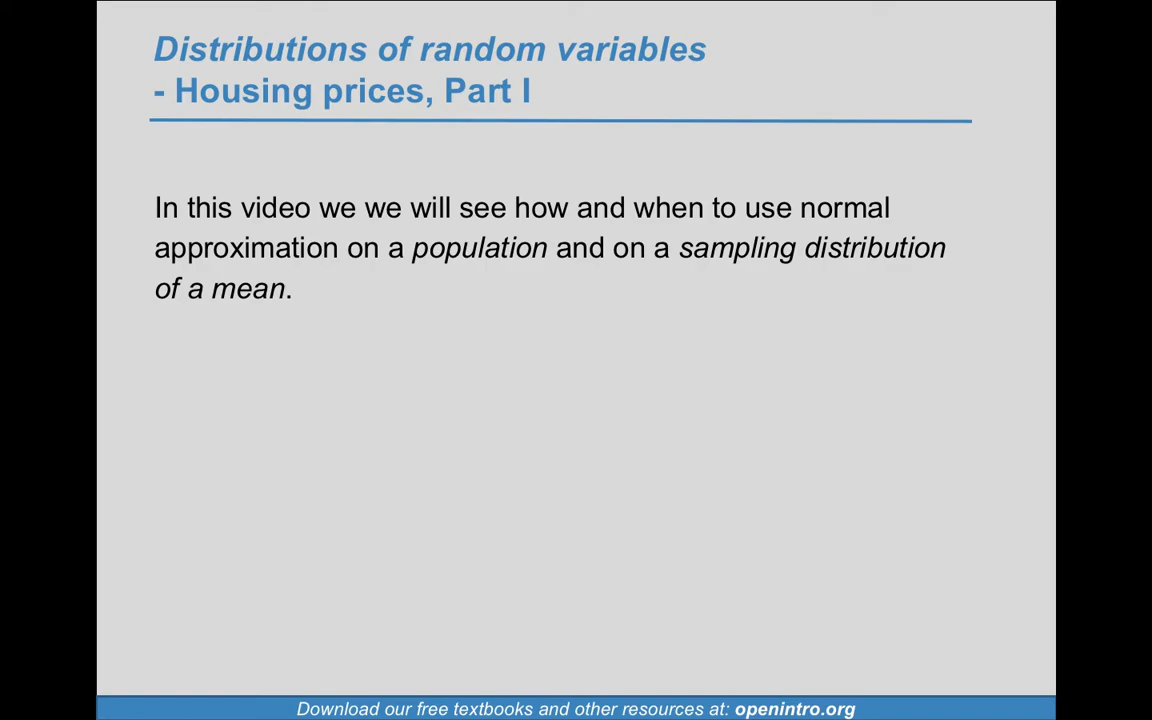 Distributions of random variables
- Housing prices, Part I
In this video we we will see how and when to use normal
approximation on a population and on a sampling distribution
of a mean.
Download our free textbooks and other resources at: openintro.org